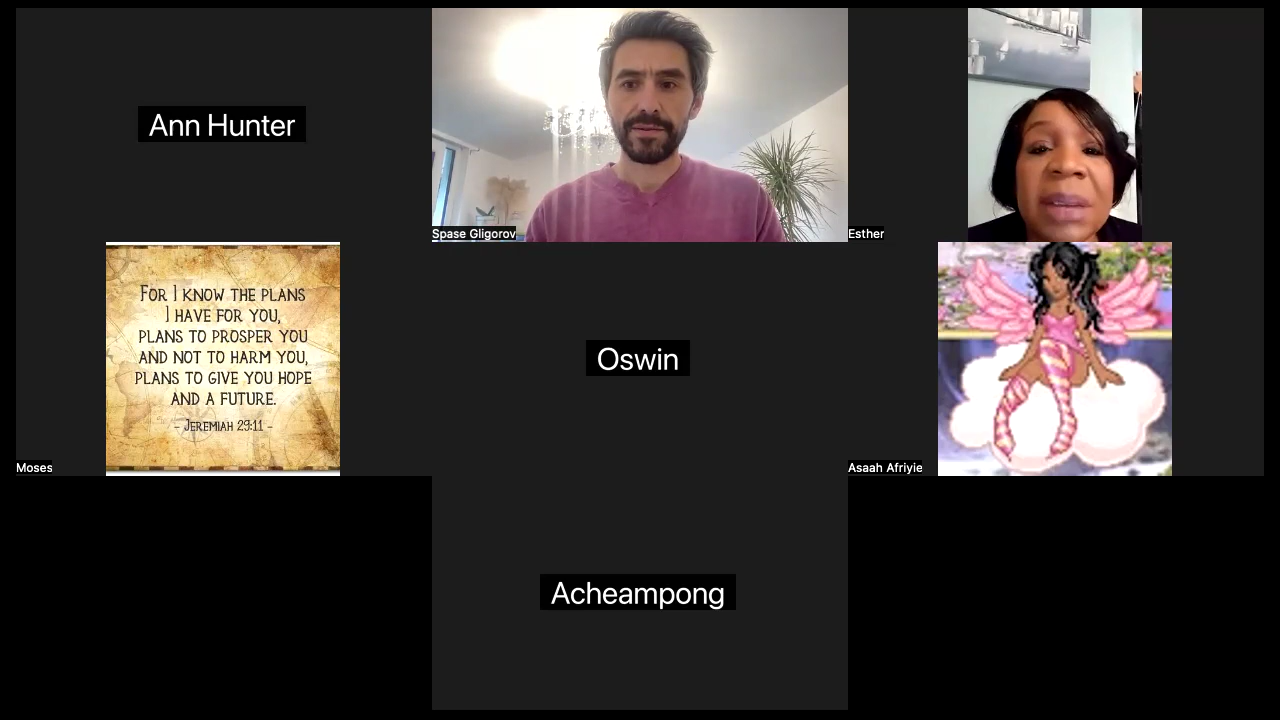 Ann Hunter
Spase Gligorov
Esther
FOR I KNOW THE PLANS
I HAVE FOR YOU,
PLANS TO PROSPER YOU
AND NOT TO HARM YOU,
PLANS TO GIVE YOU HOPE
AND A FUTURE.
- JEREMIAH 29:11 -
Moses
Oswin
Asaah Afriyie
Acheampong